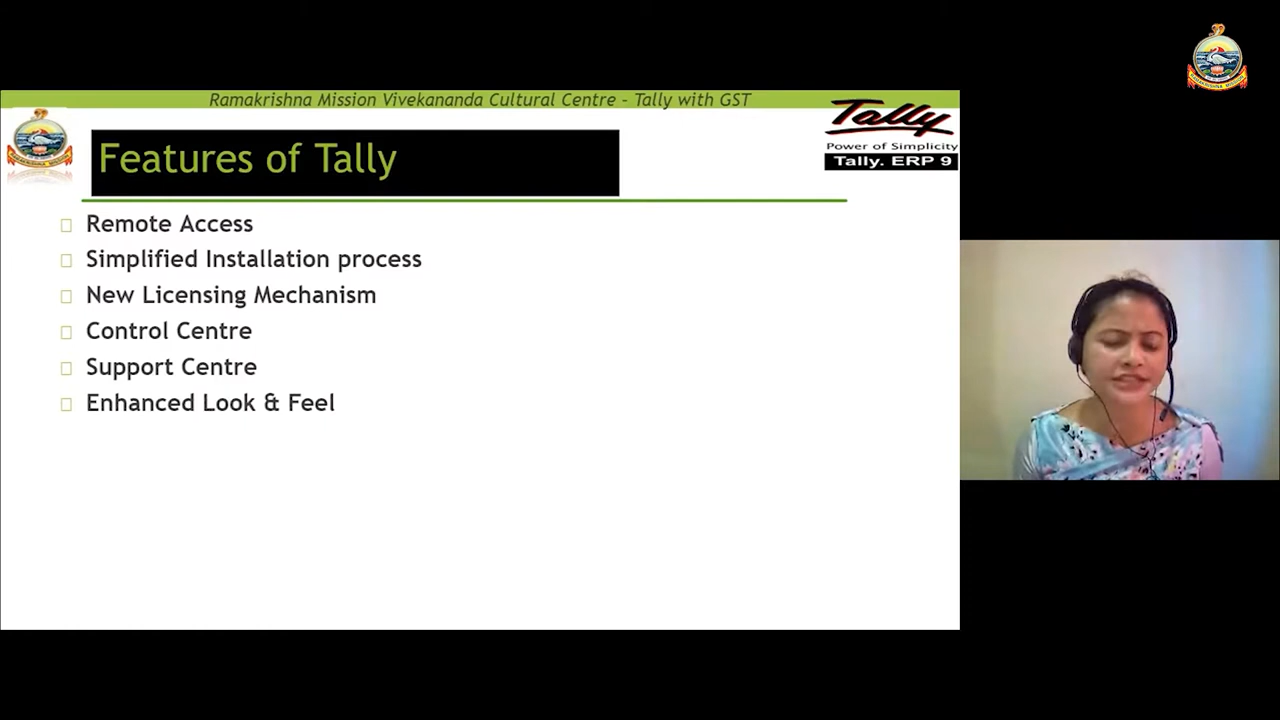 Ramakrishna Mission Vivekananda Cultural Centre - Tally with GST
Tally
Power of Simplicity
Tally. ERP 9
Features of Tally
Remote Access
Simplified Installation process
New Licensing Mechanism
Control Centre
Support Centre
Enhanced Look & Feel